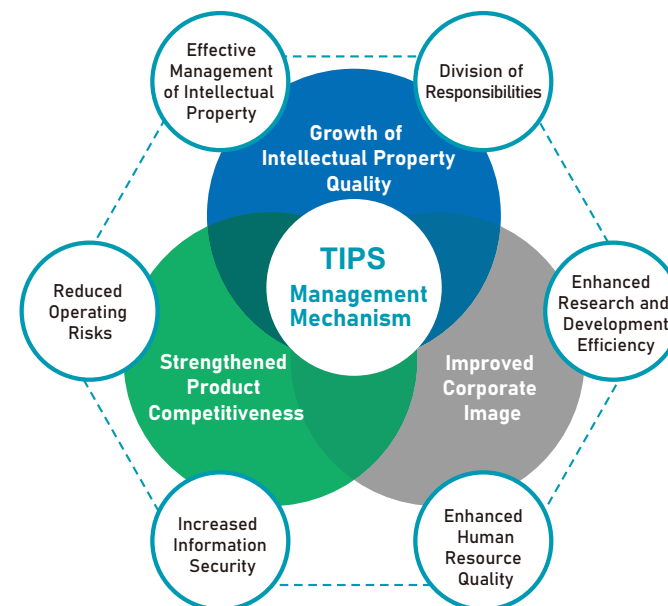 Effective
Management
of Intellectual
Property
Division of
Responsibilities
Growth of
Intellectual Property
Quality
TIPS
Management
Mechanism
Reduced
Operating
Risks
Enhanced
Research and
Development
Efficiency
Strengthened
Product
Competitiveness
Improved
Corporate
Image
Increased
Information
Security
Enhanced
Human
Resource
Quality